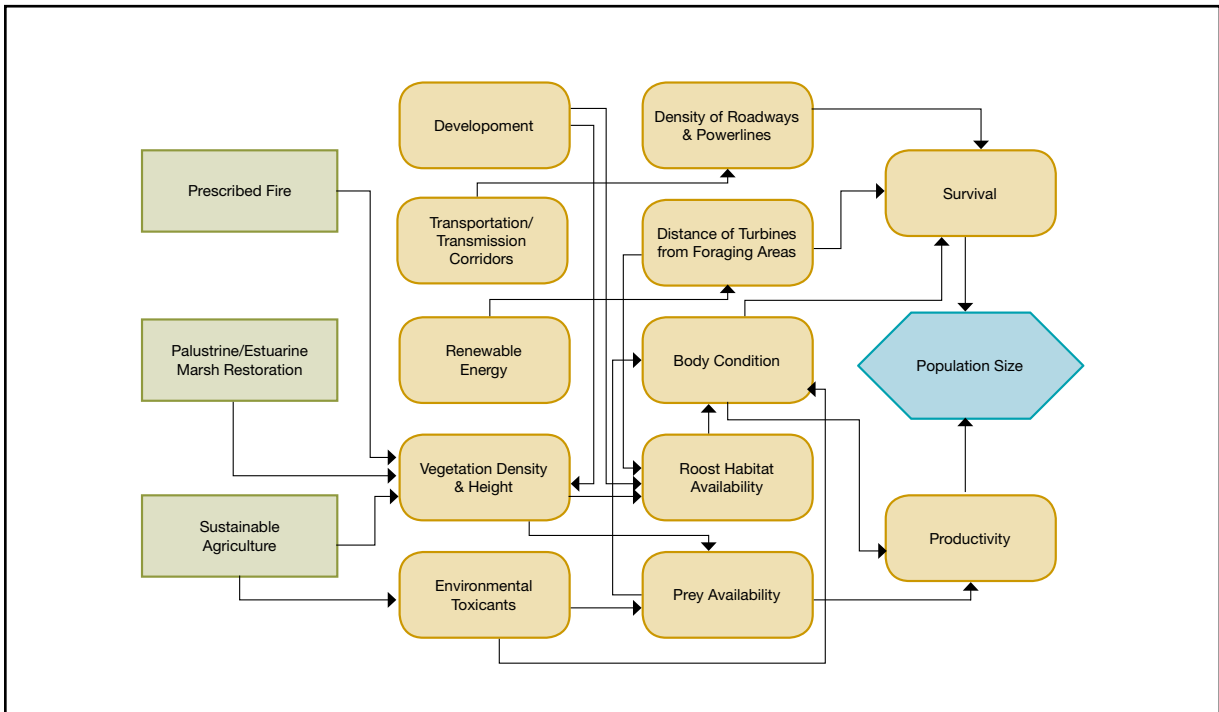 Developoment
Density of Roadways
& Powerlines
Prescribed Fire
Survival
Transportation/
Transmission
Corridors
Distance of Turbines
from Foraging Areas
Palustrine/Estuarine
Marsh Restoration
Renewable
Energy
Body Condition
Population Size
Vegetation Density
& Height
Roost Habitat
Availability
Sustainable
Agriculture
Productivity
Environmental
Toxicants
Prey Availability